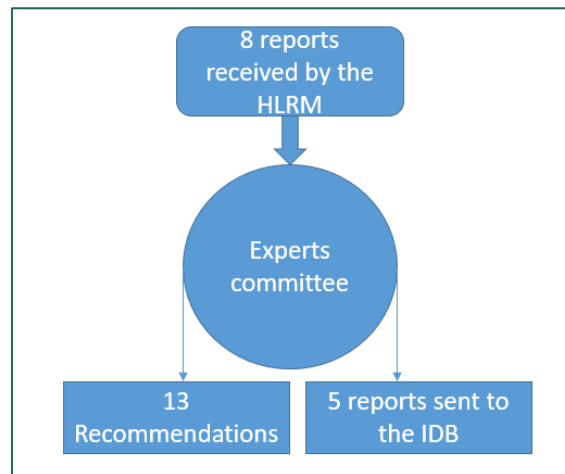 8 reports
received by the
HLRM
Experts
committee
13
Recommendations
5 reports sent to
the IDB